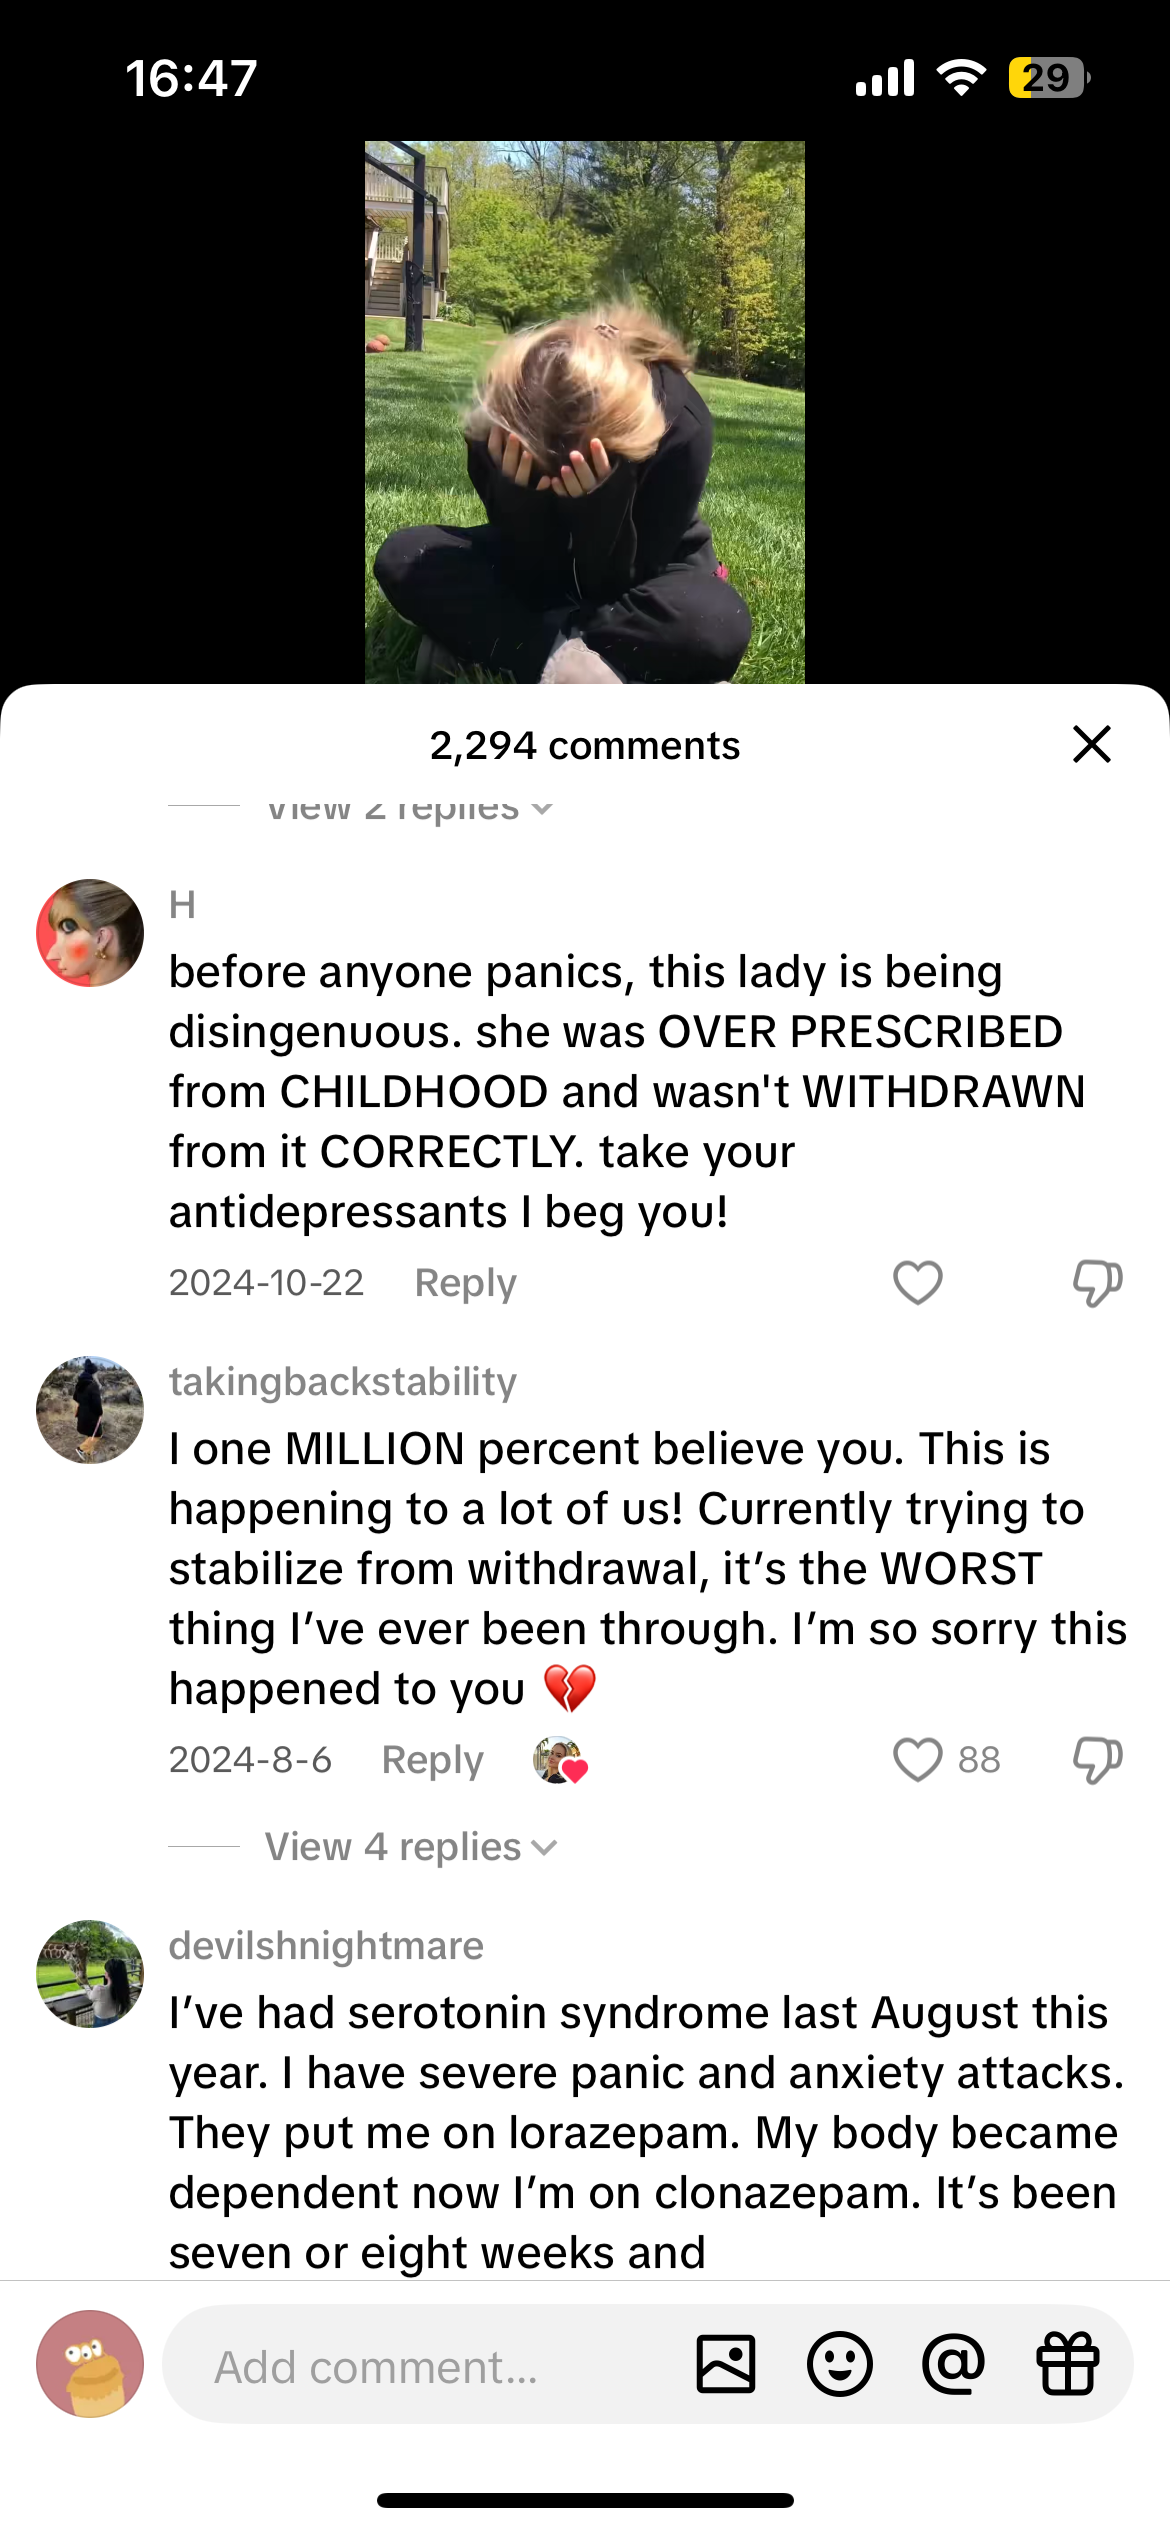 16:47
29
2,294 comments
View 2 replies
H
before anyone panics, this lady is being
disingenuous. she was OVER PRESCRIBED
from CHILDHOOD and wasn't WITHDRAWN
from it CORRECTLY. take your
antidepressants I beg you!
2024-10-22 Reply
takingbackstability
I one MILLION percent believe you. This is
happening to a lot of us! Currently trying to
stabilize from withdrawal, it’s the WORST
thing I’ve ever been through. I’m so sorry this
happened to you 💔
2024-8-6 Reply 88
View 4 replies
devilshnightmare
I’ve had serotonin syndrome last August this
year. I have severe panic and anxiety attacks.
They put me on lorazepam. My body became
dependent now I’m on clonazepam. It’s been
seven or eight weeks and
Add comment...